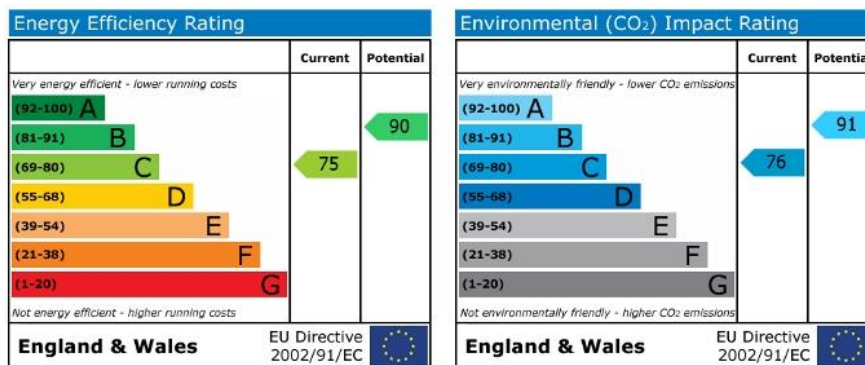 Energy Efficiency Rating
Current Potential
Very energy efficient - lower running costs
(92-100) A
(81-91) B
(69-80) C
(55-68) D
(39-54) E
(21-38) F
(1-20) G
75
90
Not energy efficient - higher running costs
England & Wales
EU Directive
2002/91/EC
Environmental (CO₂) Impact Rating
Current Potential
Very environmentally friendly - lower CO₂ emissions
(92-100) A
(81-91) B
(69-80) C
(55-68) D
(39-54) E
(21-38) F
(1-20) G
76
91
Not environmentally friendly - higher CO₂ emissions
England & Wales
EU Directive
2002/91/EC